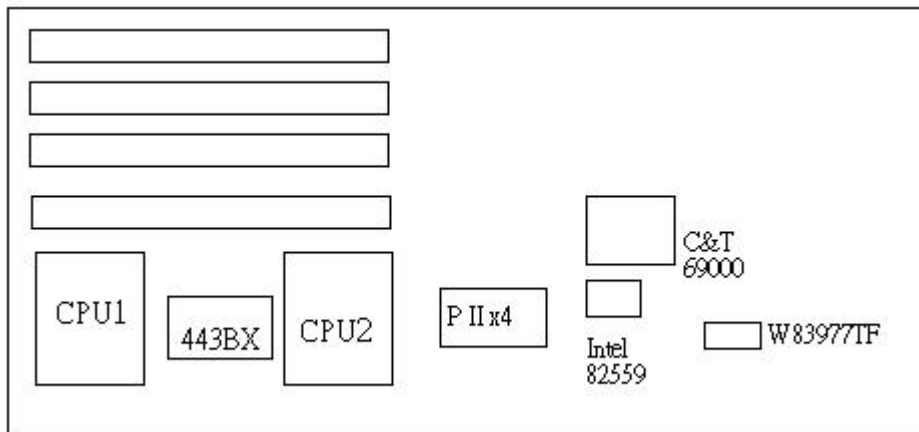 CPU1
443BX
CPU2
P II x4
C&T
69000
Intel
82559
W83977TF